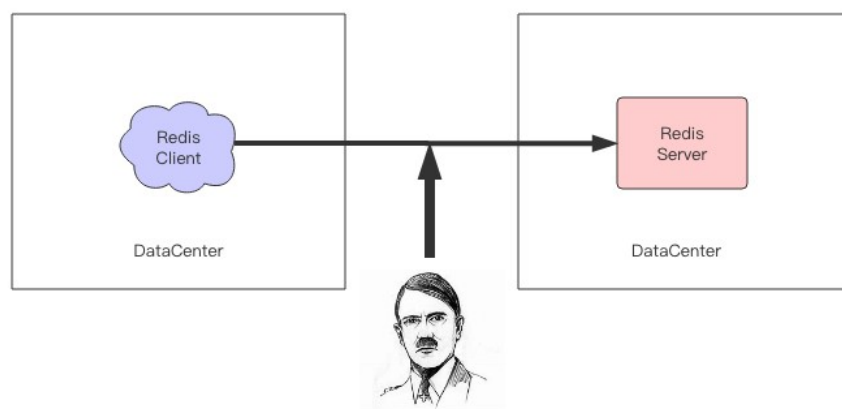 Redis
Client
Redis
Server
DataCenter
DataCenter